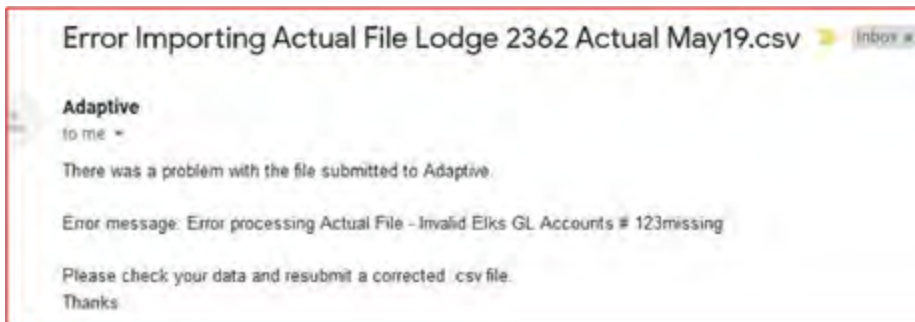 Error Importing Actual File Lodge 2362 Actual May19.csv Inbox x
Adaptive
to me
There was a problem with the file submitted to Adaptive.
Error message: Error processing Actual File - Invalid Elks GL Accounts # 123missing
Please check your data and resubmit a corrected .csv file.
Thanks